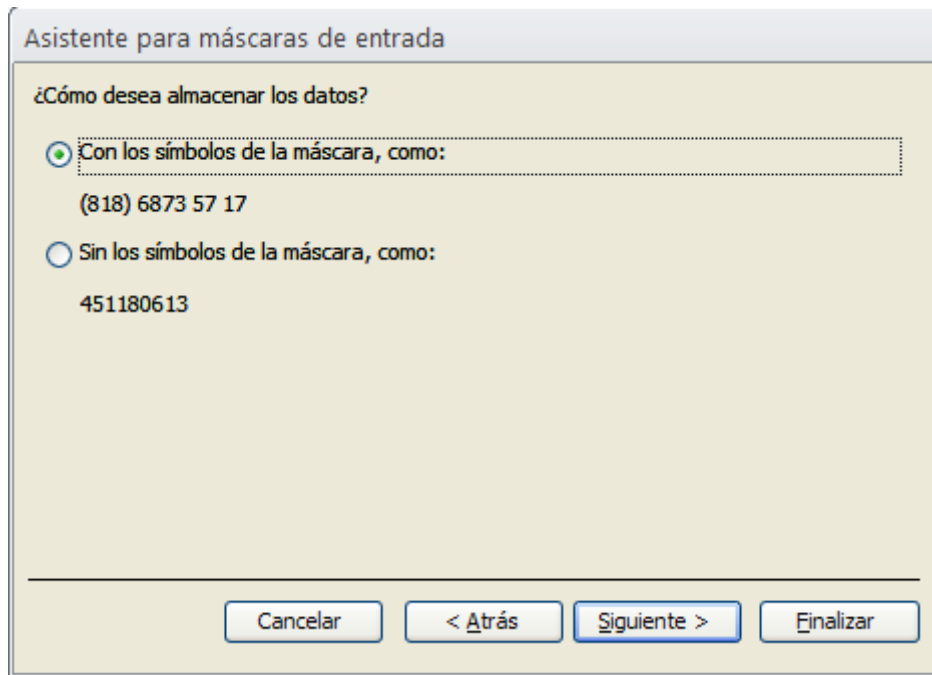 Asistente para máscaras de entrada
¿Cómo desea almacenar los datos?
Con los símbolos de la máscara, como:
(818) 6873 57 17
Sin los símbolos de la máscara, como:
451180613
Cancelar < Atrás Siguiente > Finalizar